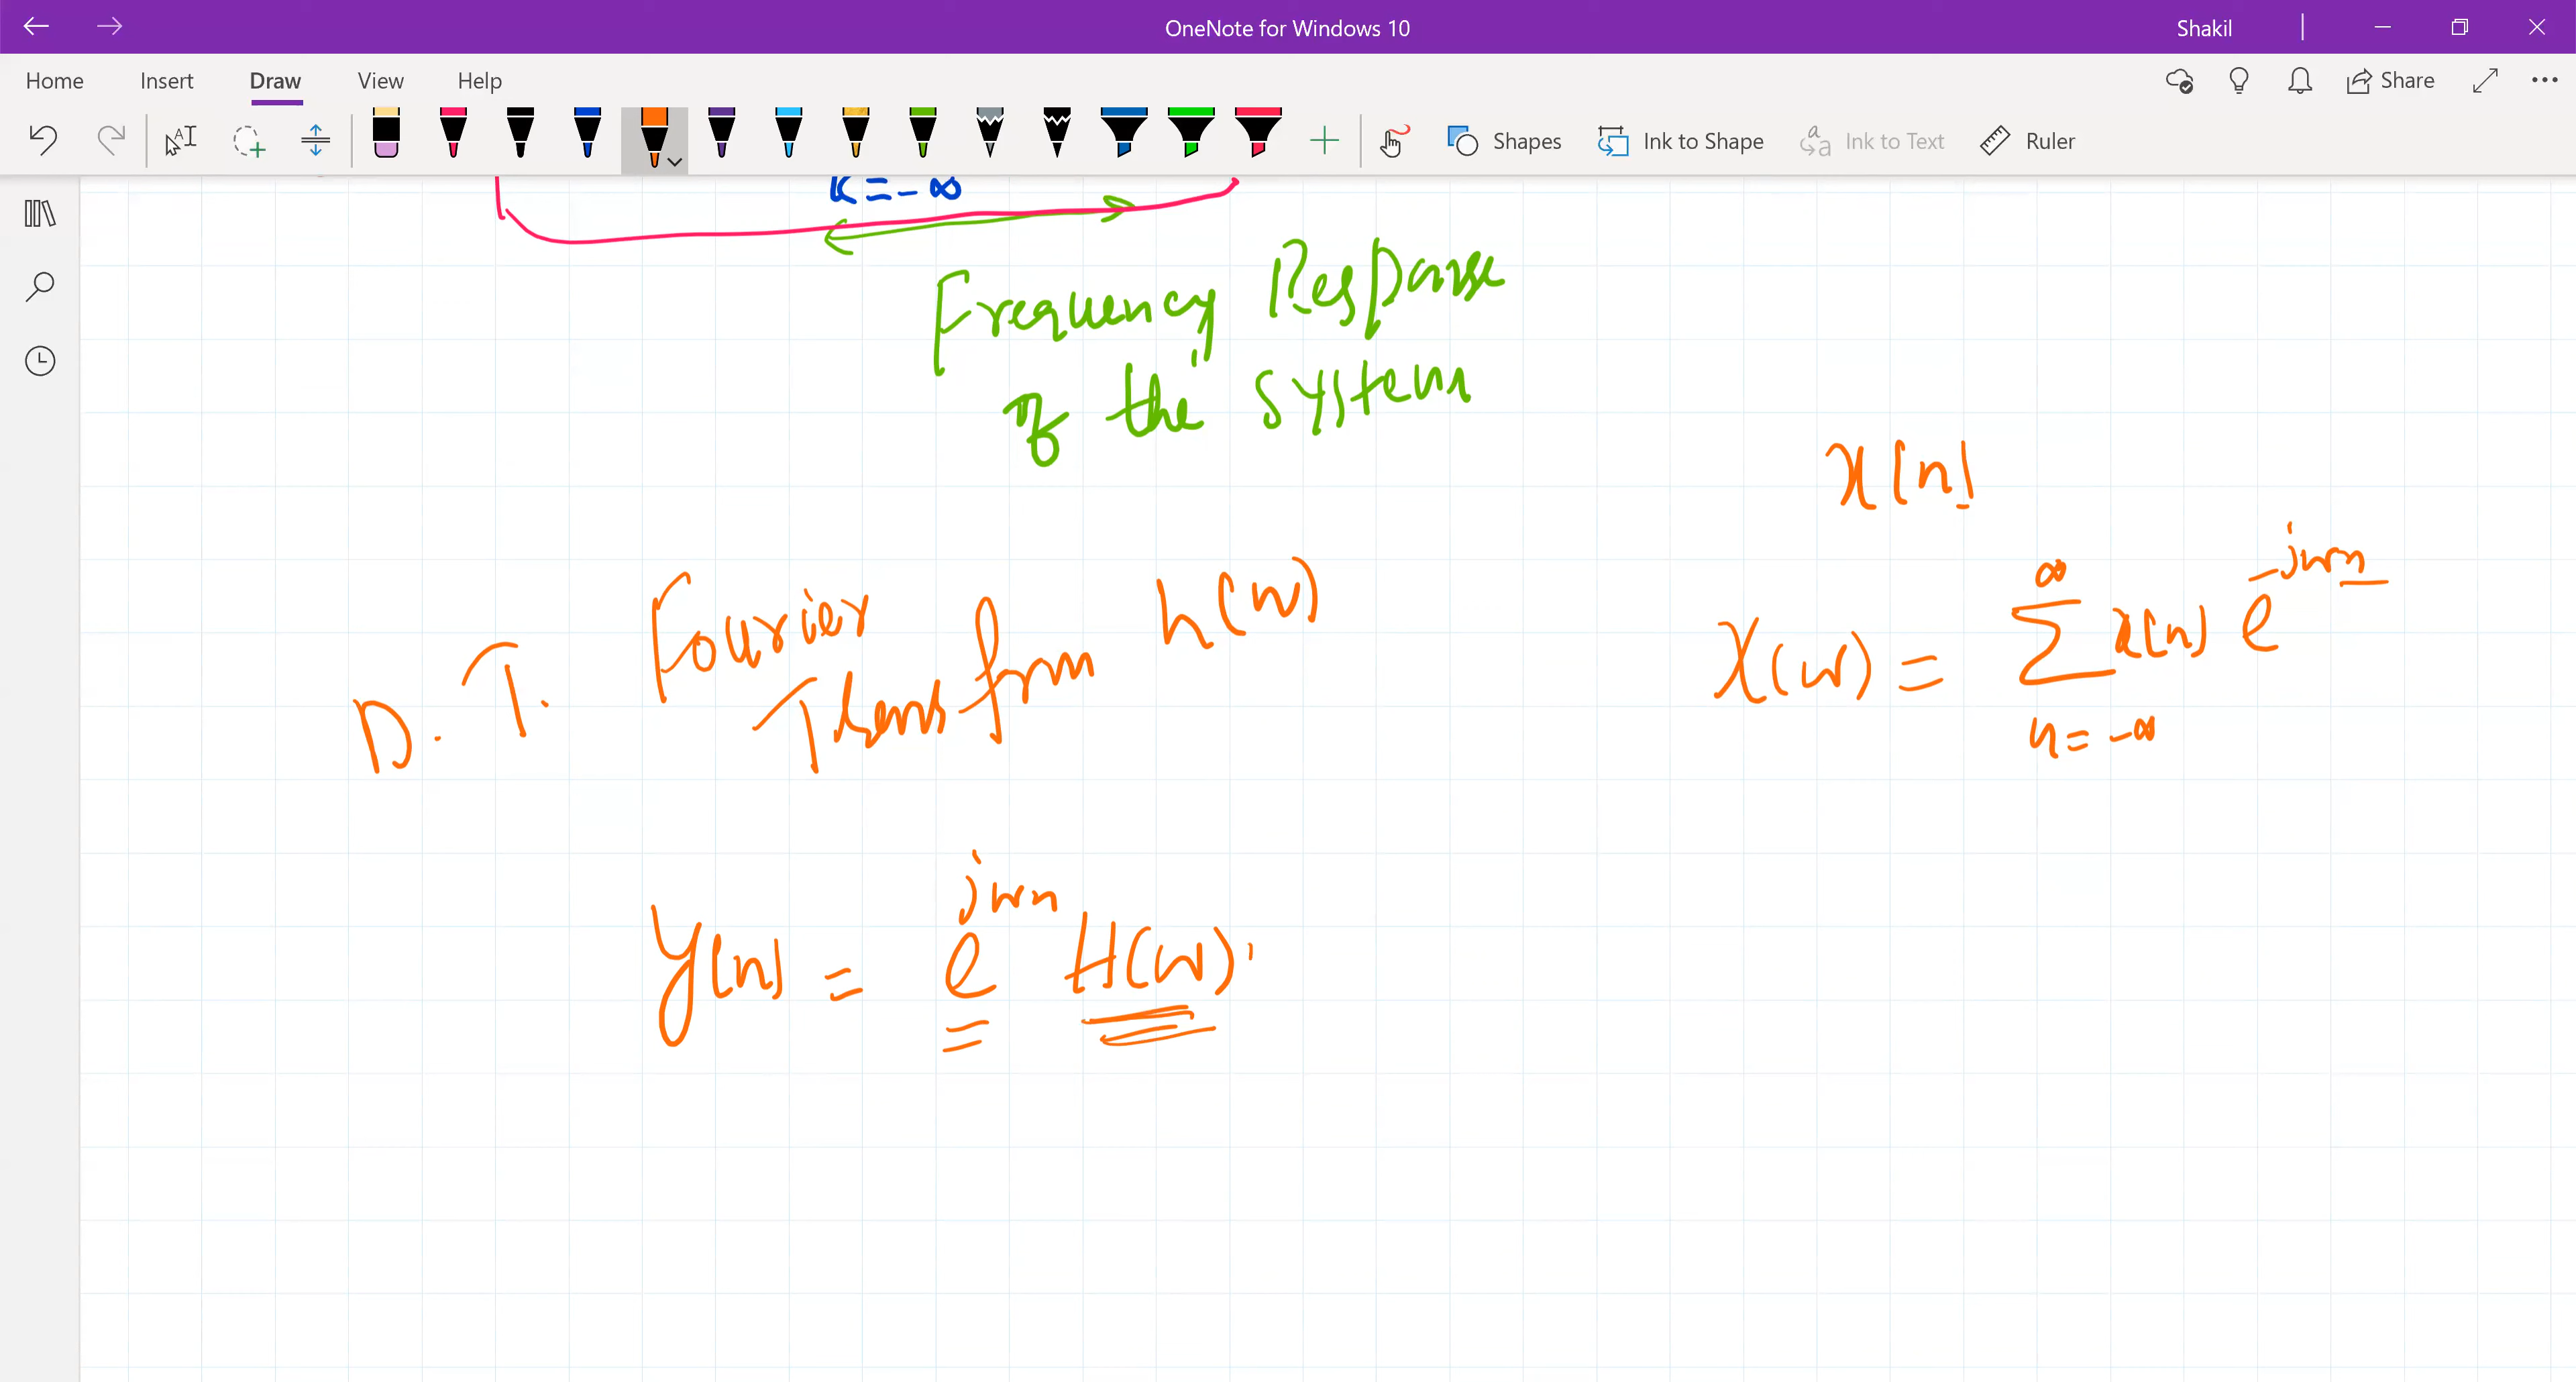 OneNote for Windows 10
Shakil
Home Insert Draw View Help
Share
Shapes Ink to Shape Ink to Text Ruler
K = -∞
Frequency Response
of the system
x[n]
D.T. Fourier Transfrom h(w)
X(w) = ∞ Σ n = -∞ x[n] e^-jwn
y[n] = e^jwn H(w)